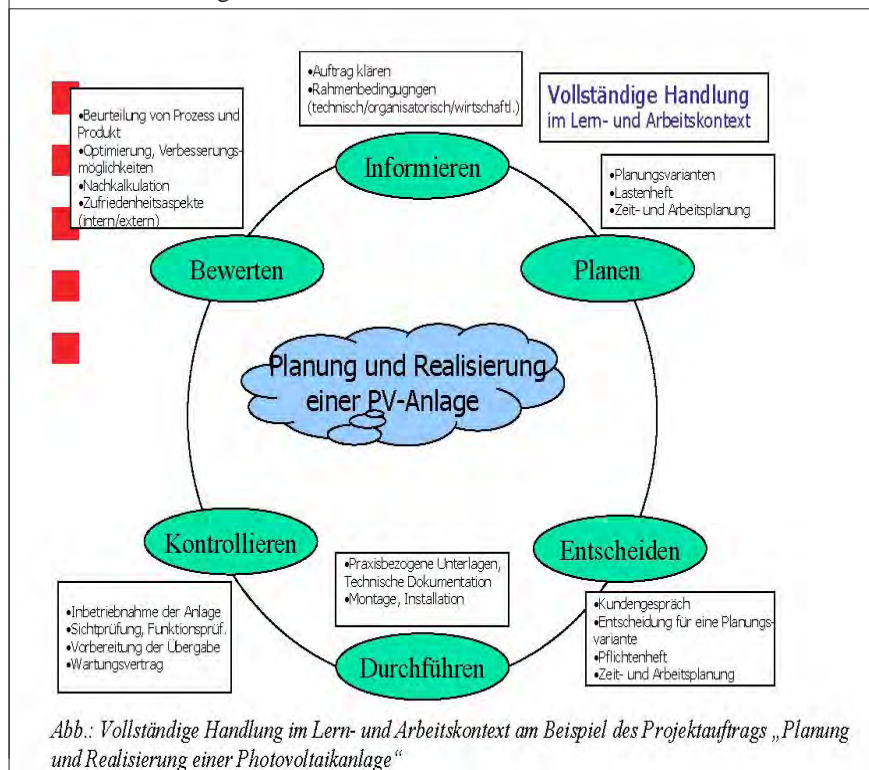 •Auftrag klären
•Rahmenbedingugngen
(technisch/organisatorisch/wirtschaftl.)
Vollständige Handlung
im Lern- und Arbeitskontext
•Beurteilung von Prozess und
Produkt
•Optimierung, Verbesserungs-
möglichkeiten
•Nachkalkulation
•Zufriedenheitsaspekte
(intern/extern)
Informieren
•Planungsvarianten
•Lastenheft
•Zeit- und Arbeitsplanung
Bewerten
Planen
Planung und Realisierung
einer PV-Anlage
Kontrollieren
Entscheiden
•Praxisbezogene Unterlagen,
Technische Dokumentation
•Montage, Installation
•Inbetriebnahme der Anlage
•Sichtprüfung, Funktionsprüf.
•Vorbereitung der Übergabe
•Wartungsvertrag
•Kundengespräch
•Entscheidung für eine Planungs-
variante
•Pflichtenheft
•Zeit- und Arbeitsplanung
Durchführen
Abb.: Vollständige Handlung im Lern- und Arbeitskontext am Beispiel des Projektauftrags „Planung
und Realisierung einer Photovoltaikanlage“